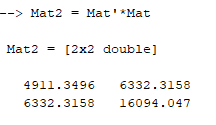 --> Mat2 = Mat'*Mat
Mat2 = [2x2 double]
4911.3496 6332.3158
6332.3158 16094.047